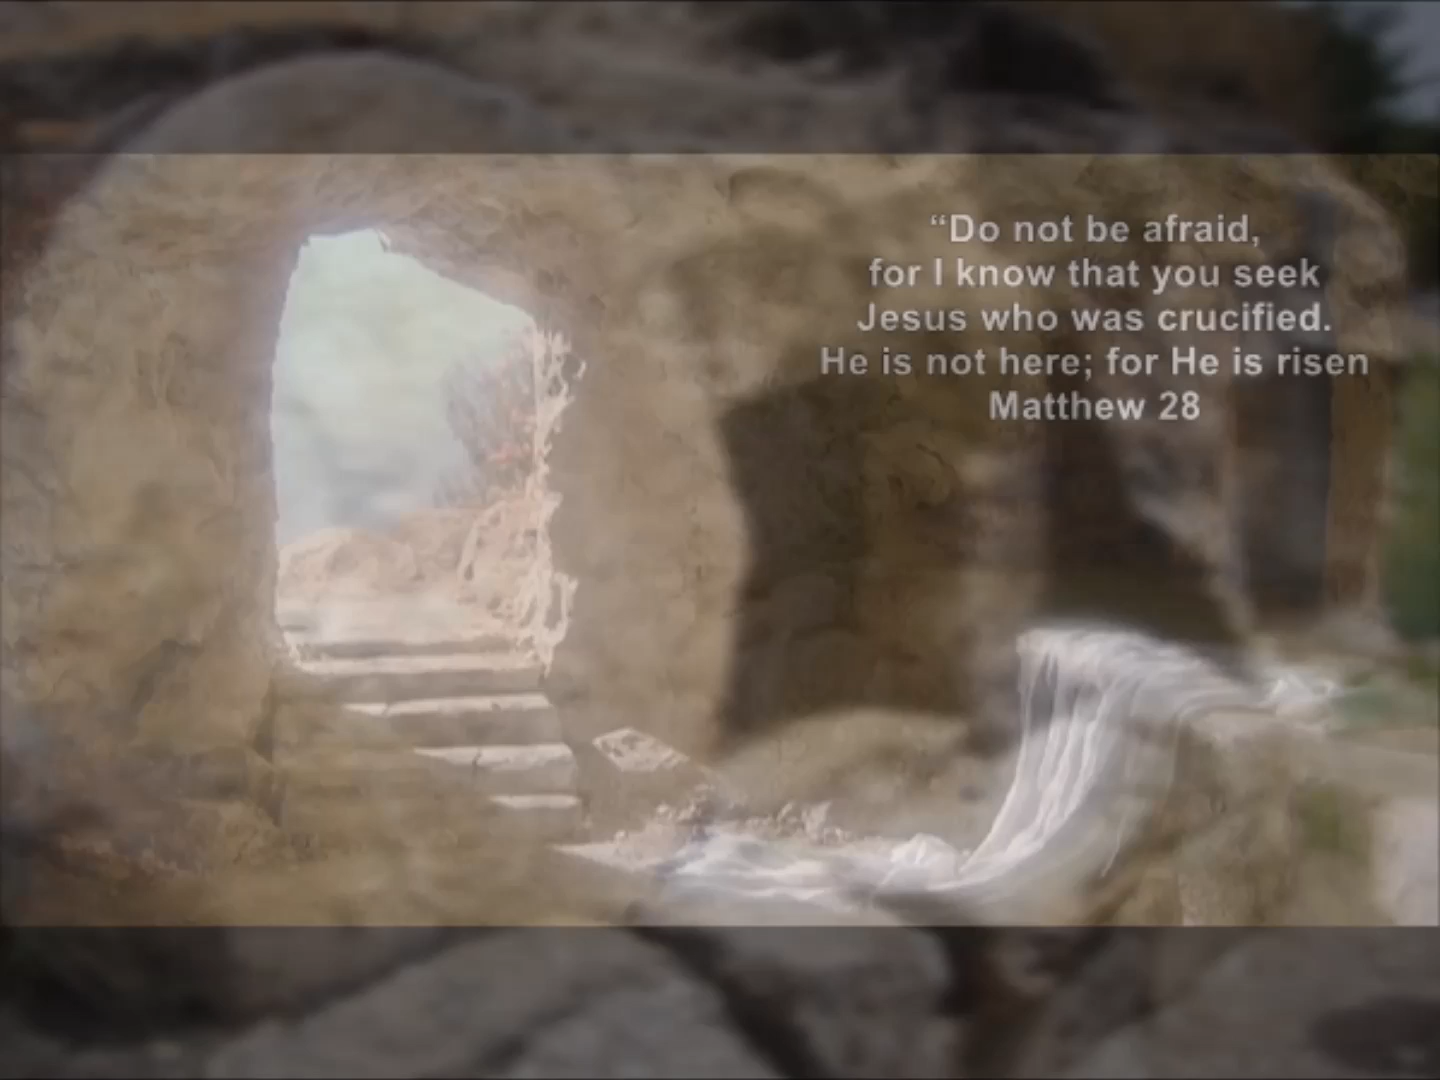 “Do not be afraid,
for I know that you seek
Jesus who was crucified.
He is not here; for He is risen
Matthew 28